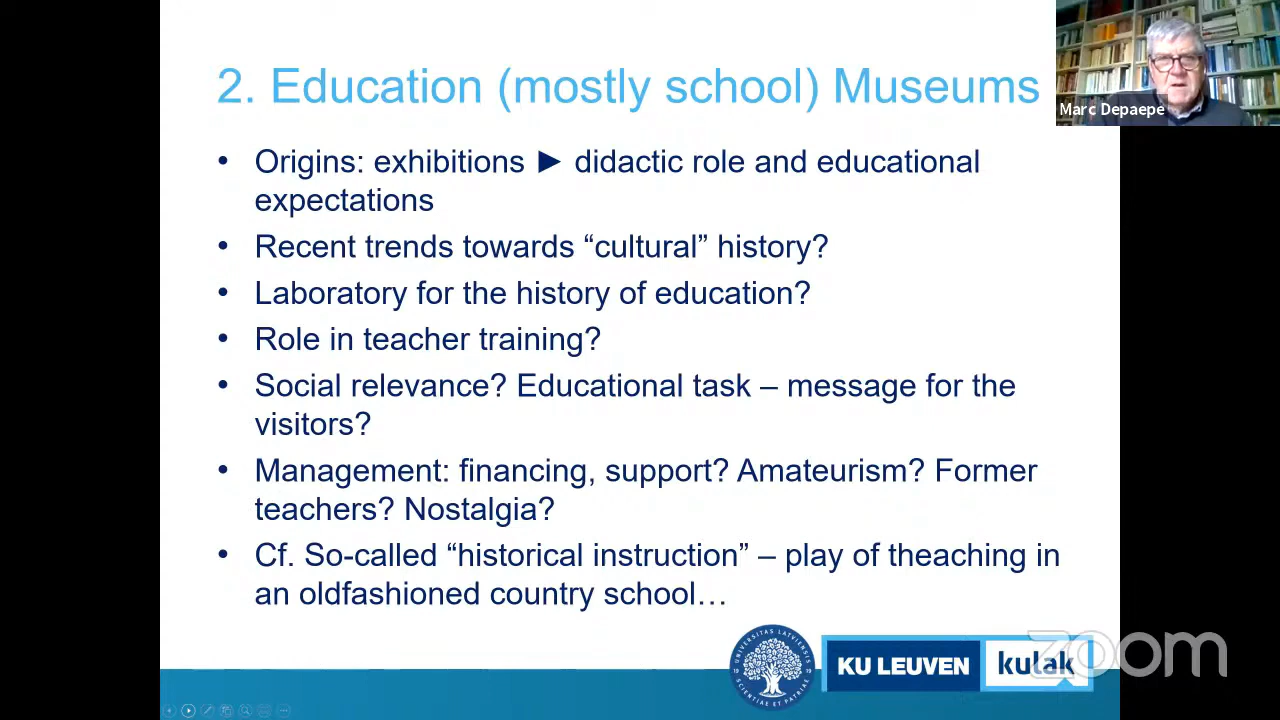 2. Education (mostly school) Museums
Marc Depaepe
• Origins: exhibitions ► didactic role and educational
expectations
• Recent trends towards “cultural” history?
• Laboratory for the history of education?
• Role in teacher training?
• Social relevance? Educational task – message for the
visitors?
• Management: financing, support? Amateurism? Former
teachers? Nostalgia?
• Cf. So-called “historical instruction” – play of theaching in
an oldfashioned country school…
UNIVERSITAS LATVIENSIS
19 19
SCIENTIAE ET PATRIAE
KU LEUVEN
kulak
zoom